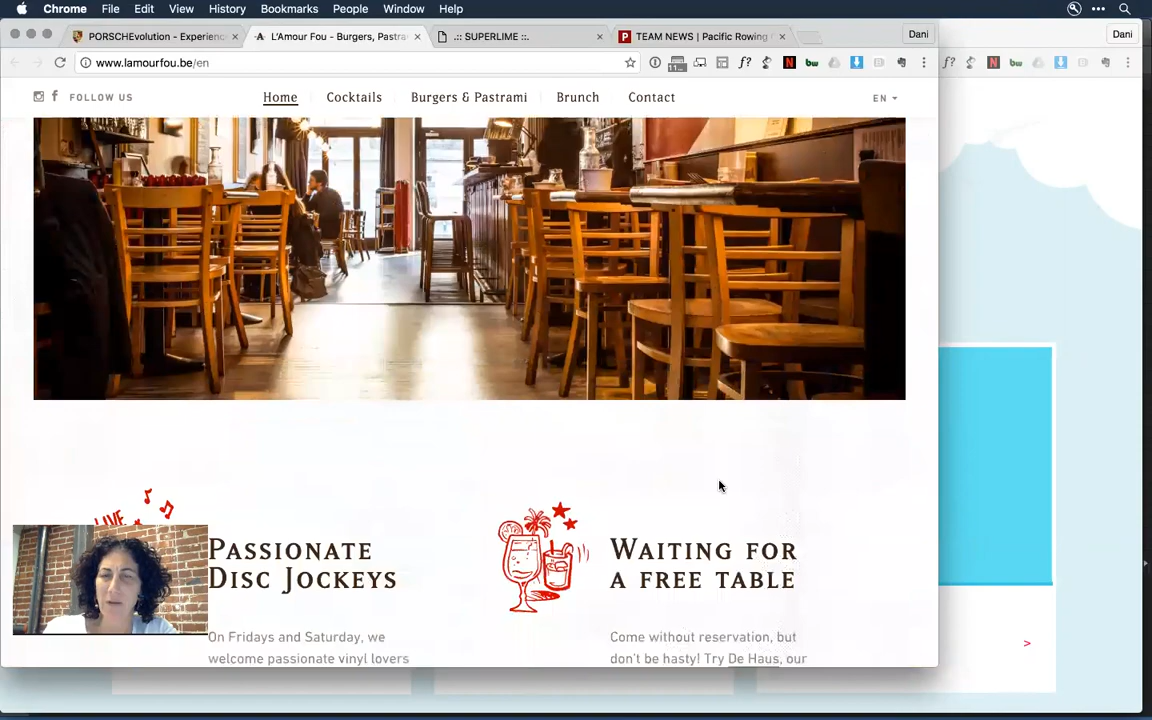 Chrome File Edit View History Bookmarks People Window Help
PORSCHEvolution - Experienc
L'Amour Fou - Burgers, Pastra
.:: SUPERLIME ::.
TEAM NEWS | Pacific Rowing
Dani
Dani
www.lamourfou.be/en
FOLLOW US
Home Cocktails Burgers & Pastrami Brunch Contact
EN
LIVE
PASSIONATE
DISC JOCKEYS
On Fridays and Saturday, we
welcome passionate vinyl lovers
WAITING FOR
A FREE TABLE
Come without reservation, but
don't be hasty! Try De Haus, our
>